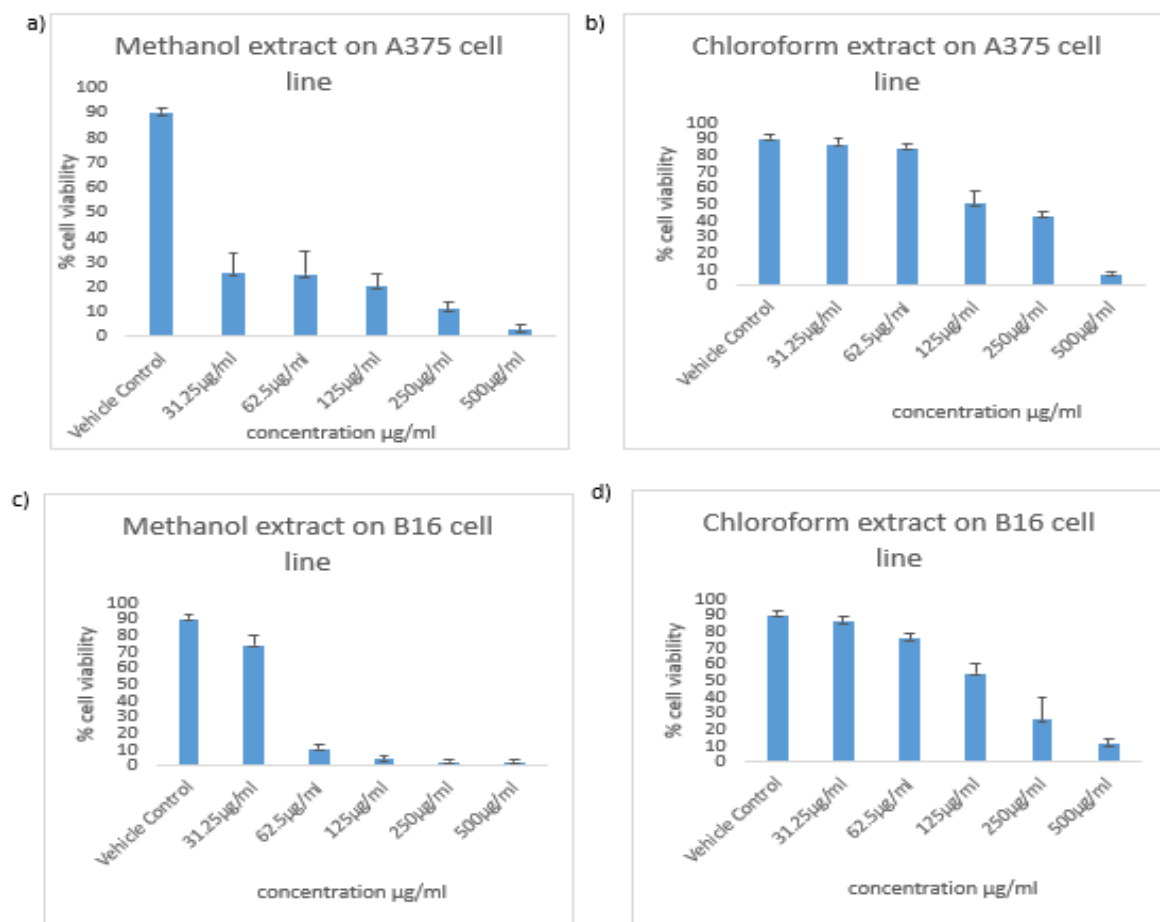 a)
Methanol extract on A375 cell
line
100
90
80
70
60
50
40
30
20
10
0
% cell viability
Vehicle Control
31.25µg/ml
62.5µg/ml
125µg/ml
250µg/ml
500µg/ml
concentration µg/ml
b)
Chloroform extract on A375 cell
line
100
90
80
70
60
50
40
30
20
10
0
% cell viability
Vehicle Control
31.25µg/ml
62.5µg/ml
125µg/ml
250µg/ml
500µg/ml
concentration µg/ml
c)
Methanol extract on B16 cell
line
100
90
80
70
60
50
40
30
20
10
0
% cell viability
Vehicle Control
31.25µg/ml
62.5µg/ml
125µg/ml
250µg/ml
500µg/ml
concentration µg/ml
d)
Chloroform extract on B16 cell
line
100
90
80
70
60
50
40
30
20
10
0
% cell viability
Vehicle Control
31.25µg/ml
62.5µg/ml
125µg/ml
250µg/ml
500µg/ml
concentration µg/ml